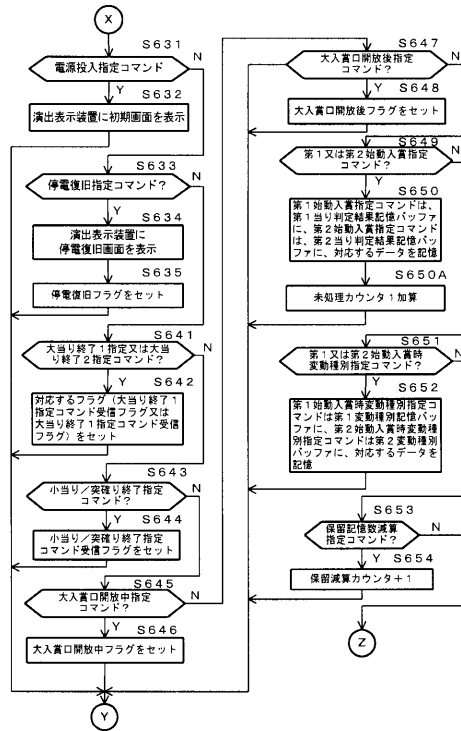 X
S631
電源投入指定コマンド
N
Y
S632
演出表示装置に初期画面を表示
S633
停電復旧指定コマンド?
N
Y
S634
演出表示装置に
停電復旧画面を表示
S635
停電復旧フラグをセット
S641
大当り終了1指定又は大当
り終了2指定コマンド?
N
Y
S642
対応するフラグ(大当り終了1
指定コマンド受信フラグ又は
大当り終了1指定コマンド受信
フラグ)をセット
S643
小当り/突確り終了指定
コマンド?
N
Y
S644
小当り/突確り終了指定
コマンド受信フラグをセット
S645
大入賞口開放中指定
コマンド?
N
Y
S646
大入賞口開放中フラグをセット
Y
S647
大入賞口開放後指定
コマンド?
N
Y
S648
大入賞口開放後フラグをセット
S649
第1又は第2始動入賞指定
コマンド?
N
Y
S650
第1始動入賞指定コマンドは、
第1当り判定結果記憶バッファ
に、第2始動入賞指定コマンド
は、第2当り判定結果記憶バッ
ファに、対応するデータを記憶
S650A
未処理カウンタ1加算
S651
第1又は第2始動入賞時
変動種別指定コマンド?
N
Y
S652
第1始動入賞時変動種別指定コマ
ンドは第1変動種別記憶バッ
ファに、第2始動入賞時変動種
別指定コマンドは第2変動種別
バッファに、対応するデータを
記憶
S653
保留記憶数減算
指定コマンド?
N
Y
S654
保留減算カウンタ+1
Z